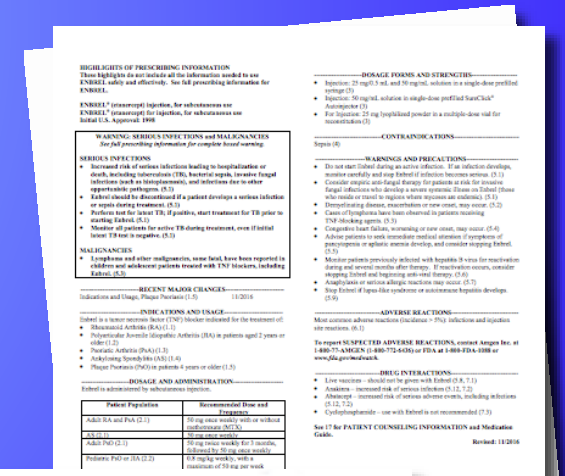 HIGHLIGHTS OF PRESCRIBING INFORMATION
These highlights do not include all the information needed to use
ENBREL safely and effectively. See full prescribing information for
ENBREL.
ENBREL® (etanercept) injection, for subcutaneous use
ENBREL® (etanercept) for injection, for subcutaneous use
Initial U.S. Approval: 1998
WARNING: SERIOUS INFECTIONS and MALIGNANCIES
See full prescribing information for complete boxed warning.
SERIOUS INFECTIONS
• Increased risk of serious infections leading to hospitalization or
death, including tuberculosis (TB), bacterial sepsis, invasive fungal
infections (such as histoplasmosis), and infections due to other
opportunistic pathogens. (5.1)
• Enbrel should be discontinued if a patient develops a serious infection
or sepsis during treatment. (5.1)
• Perform test for latent TB; if positive, start treatment for TB prior to
starting Enbrel. (5.1)
• Monitor all patients for active TB during treatment, even if initial
latent TB test is negative. (5.1)
MALIGNANCIES
• Lymphoma and other malignancies, some fatal, have been reported in
children and adolescent patients treated with TNF blockers, including
Enbrel. (5.3)
RECENT MAJOR CHANGES
Indications and Usage, Plaque Psoriasis (1.5) 11/2016
INDICATIONS AND USAGE
Enbrel is a tumor necrosis factor (TNF) blocker indicated for the treatment of:
• Rheumatoid Arthritis (RA) (1.1)
• Polyarticular Juvenile Idiopathic Arthritis (JIA) in patients aged 2 years or
older (1.2)
• Psoriatic Arthritis (PsA) (1.3)
• Ankylosing Spondylitis (AS) (1.4)
• Plaque Psoriasis (PsO) in patients 4 years or older (1.5)
DOSAGE AND ADMINISTRATION
Enbrel is administered by subcutaneous injection.
Patient Population Recommended Dose and
Frequency
Adult RA and PsA (2.1) 50 mg once weekly with or without
methotrexate (MTX)
AS (2.1) 50 mg once weekly
Adult PsO (2.1) 50 mg twice weekly for 3 months,
followed by 50 mg once weekly
Pediatric PsO or JIA (2.2) 0.8 mg/kg weekly, with a
maximum of 50 mg per week
DOSAGE FORMS AND STRENGTHS
• Injection: 25 mg/0.5 mL and 50 mg/mL solution in a single-dose prefilled
syringe (3)
• Injection: 50 mg/mL solution in single-dose prefilled SureClick®
Autoinjector (3)
• For Injection: 25 mg lyophilized powder in a multiple-dose vial for
reconstitution (3)
CONTRAINDICATIONS
Sepsis (4)
WARNINGS AND PRECAUTIONS
• Do not start Enbrel during an active infection. If an infection develops,
monitor carefully and stop Enbrel if infection becomes serious. (5.1)
• Consider empiric anti-fungal therapy for patients at risk for invasive
fungal infections who develop a severe systemic illness on Enbrel (those
who reside or travel to regions where mycoses are endemic). (5.1)
• Demyelinating disease, exacerbation or new onset, may occur. (5.2)
• Cases of lymphoma have been observed in patients receiving
TNF-blocking agents. (5.3)
• Congestive heart failure, worsening or new onset, may occur. (5.4)
• Advise patients to seek immediate medical attention if symptoms of
pancytopenia or aplastic anemia develop, and consider stopping Enbrel.
(5.5)
• Monitor patients previously infected with hepatitis B virus for reactivation
during and several months after therapy. If reactivation occurs, consider
stopping Enbrel and beginning anti-viral therapy. (5.6)
• Anaphylaxis or serious allergic reactions may occur. (5.7)
• Stop Enbrel if lupus-like syndrome or autoimmune hepatitis develops.
(5.9)
ADVERSE REACTIONS
Most common adverse reactions (incidence > 5%): infections and injection
site reactions. (6.1)
To report SUSPECTED ADVERSE REACTIONS, contact Amgen Inc. at
1-800-77-AMGEN (1-800-772-6436) or FDA at 1-800-FDA-1088 or
www.fda.gov/medwatch.
DRUG INTERACTIONS
• Live vaccines – should not be given with Enbrel (5.8, 7.1)
• Anakinra – increased risk of serious infection (5.12, 7.2)
• Abatacept – increased risk of serious adverse events, including infections
(5.12, 7.2)
• Cyclophosphamide – use with Enbrel is not recommended (7.3)
See 17 for PATIENT COUNSELING INFORMATION and Medication
Guide.
Revised: 11/2016